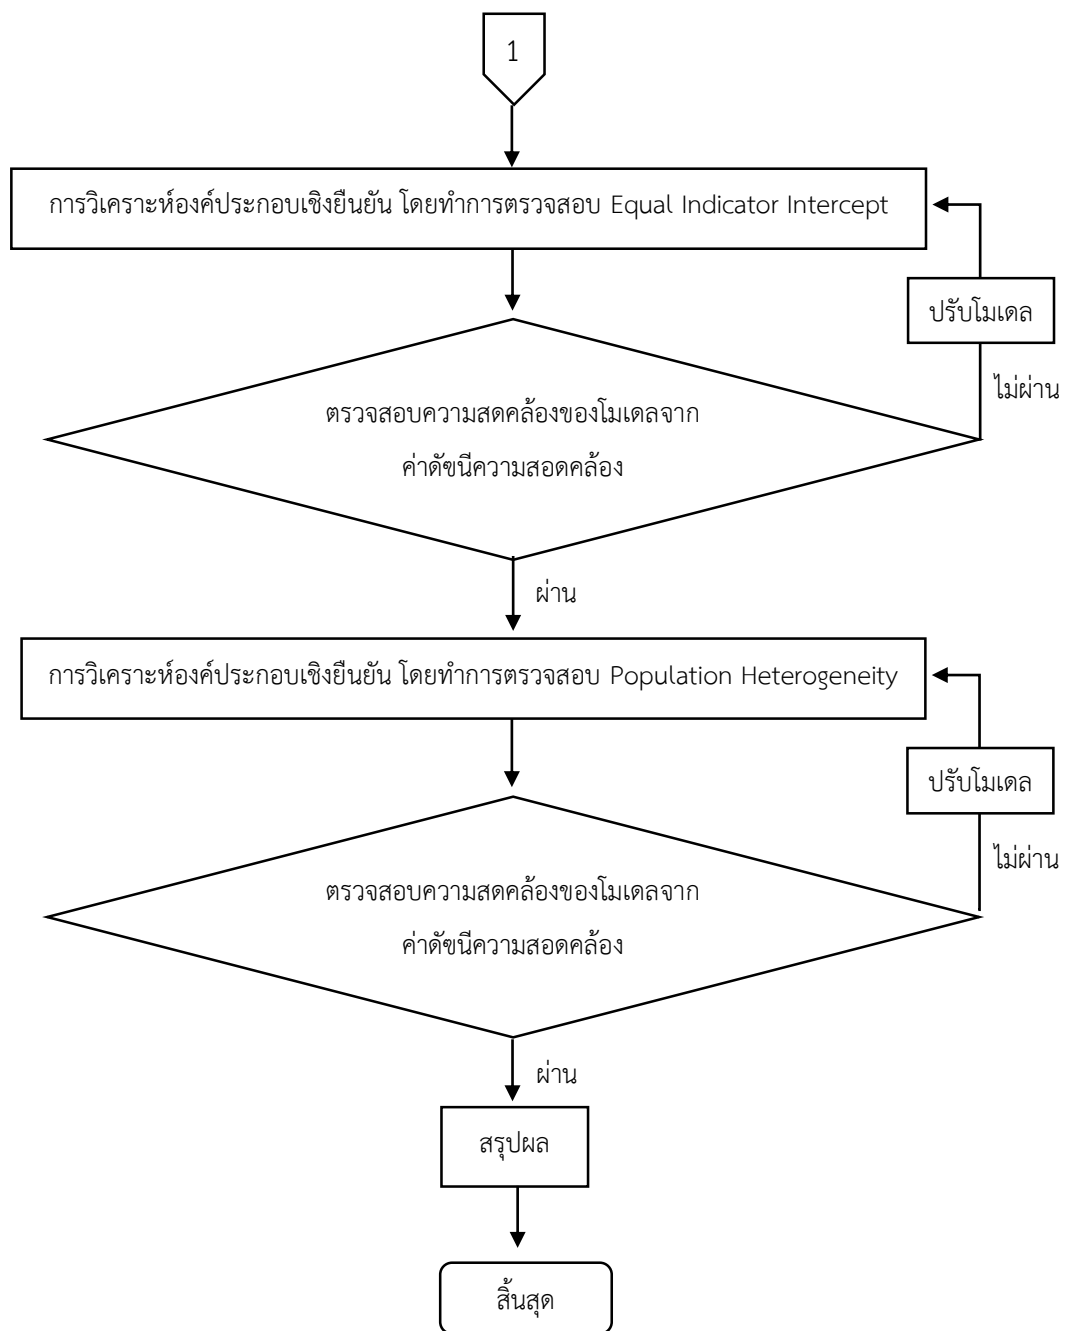 1
การวิเคราะห์องค์ประกอบเชิงยืนยัน โดยทำการตรวจสอบ Equal Indicator Intercept
ปรับโมเดล
ไม่ผ่าน
ตรวจสอบความสดคล้องของโมเดลจาก
ค่าดัขนีความสอดคล้อง
ผ่าน
การวิเคราะห์องค์ประกอบเชิงยืนยัน โดยทำการตรวจสอบ Population Heterogeneity
ปรับโมเดล
ไม่ผ่าน
ตรวจสอบความสดคล้องของโมเดลจาก
ค่าดัขนีความสอดคล้อง
ผ่าน
สรุปผล
สิ้นสุด